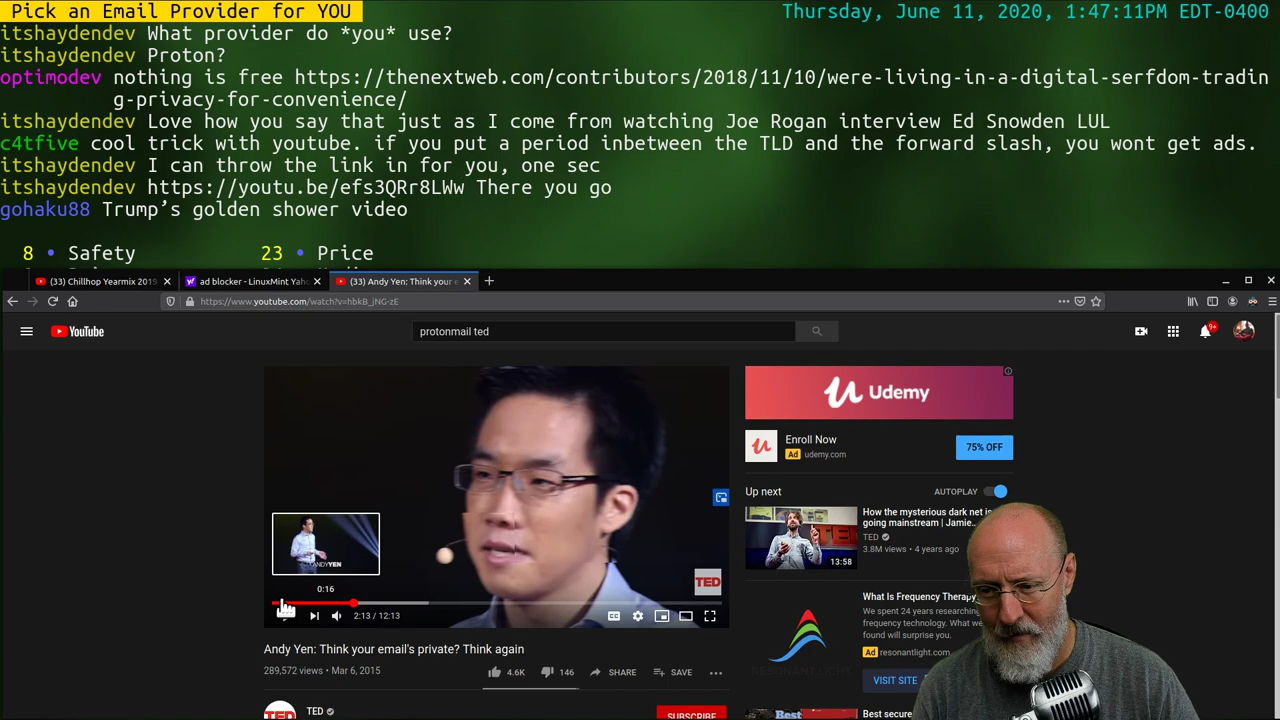 Pick an Email Provider for YOU
Thursday, June 11, 2020, 1:47:11PM EDT-0400
itshaydendev What provider do *you* use?
itshaydendev Proton?
optimodev nothing is free https://thenextweb.com/contributors/2018/11/10/were-living-in-a-digital-serfdom-tradin
g-privacy-for-convenience/
itshaydendev Love how you say that just as I come from watching Joe Rogan interview Ed Snowden LUL
c4tfive cool trick with youtube. if you put a period inbetween the TLD and the forward slash, you wont get ads.
itshaydendev I can throw the link in for you, one sec
itshaydendev https://youtu.be/efs3QRr8LWw There you go
gohaku88 Trump's golden shower video
8 • Safety 23 • Price
(33) Chillhop Yearmix 2019
ad blocker - LinuxMint Yaho
(33) Andy Yen: Think your e
https://www.youtube.com/watch?v=hbkB_jNG-zE
YouTube
protonmail ted
9+
Udemy
Enroll Now
Ad udemy.com
75% OFF
Up next
AUTOPLAY
How the mysterious dark net is
going mainstream | Jamie...
TED
3.8M views • 4 years ago
13:58
TED
ANDY YEN
0:16
2:13 / 12:13
Andy Yen: Think your email's private? Think again
289,572 views • Mar 6, 2015
4.6K
146
SHARE
SAVE
What Is Frequency Therapy
We spent 24 years researching
frequency technology. What we
found will surprise you.
Ad resonantlight.com
VISIT SITE
RESONANT LIGHT
TED
SUBSCRIBE
Best
Best secure